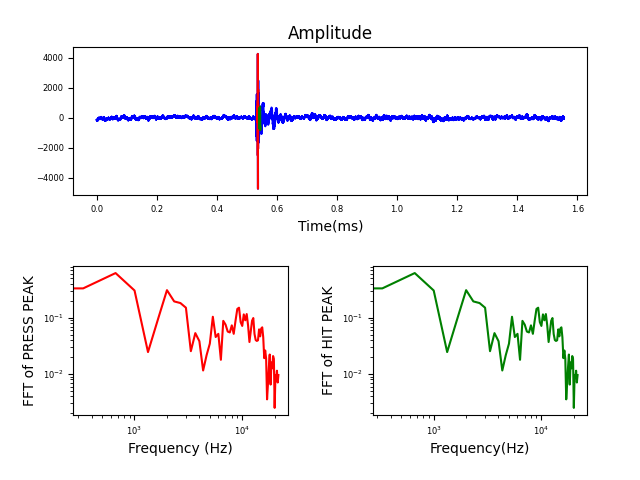 Amplitude
4000
2000
0
−2000
−4000
0.0 0.2 0.4 0.6 0.8 1.0 1.2 1.4 1.6
Time(ms)
FFT of PRESS PEAK
10⁻¹
10⁻²
10³ 10⁴
Frequency (Hz)
FFT of HIT PEAK
10⁻¹
10⁻²
10³ 10⁴
Frequency(Hz)